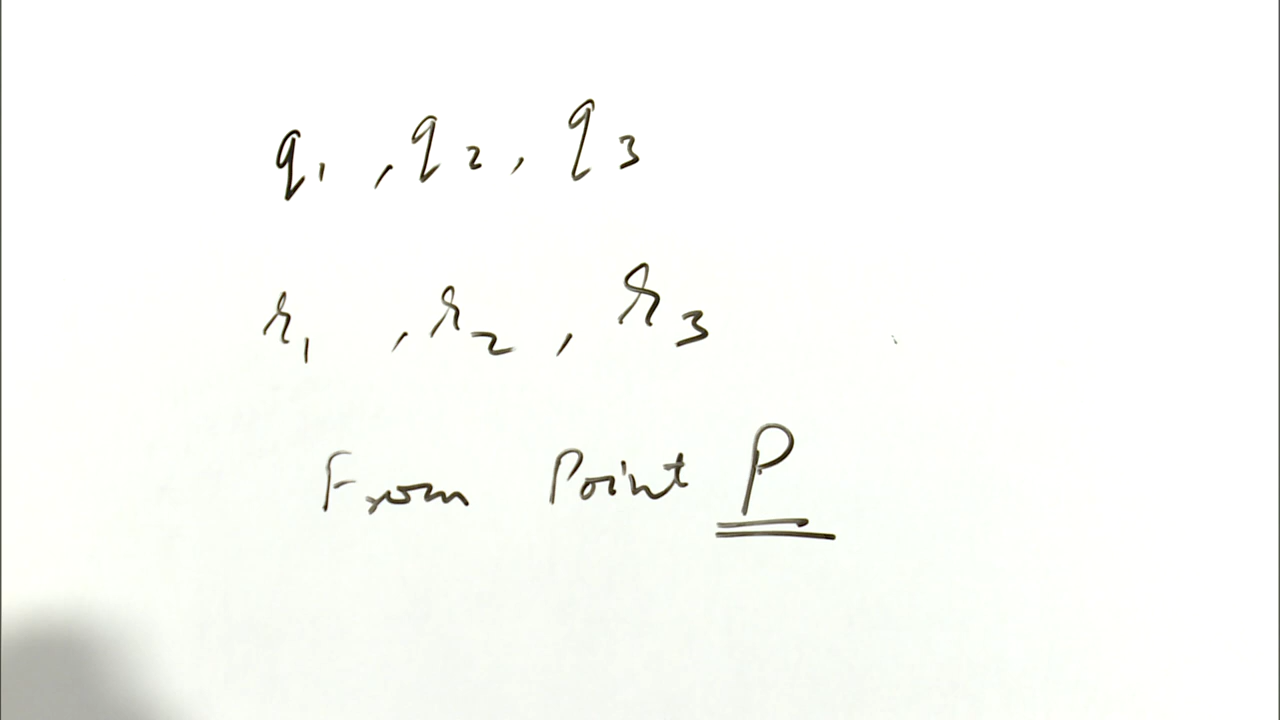 q₁, q₂, q₃
r₁, r₂, r₃
From Point P